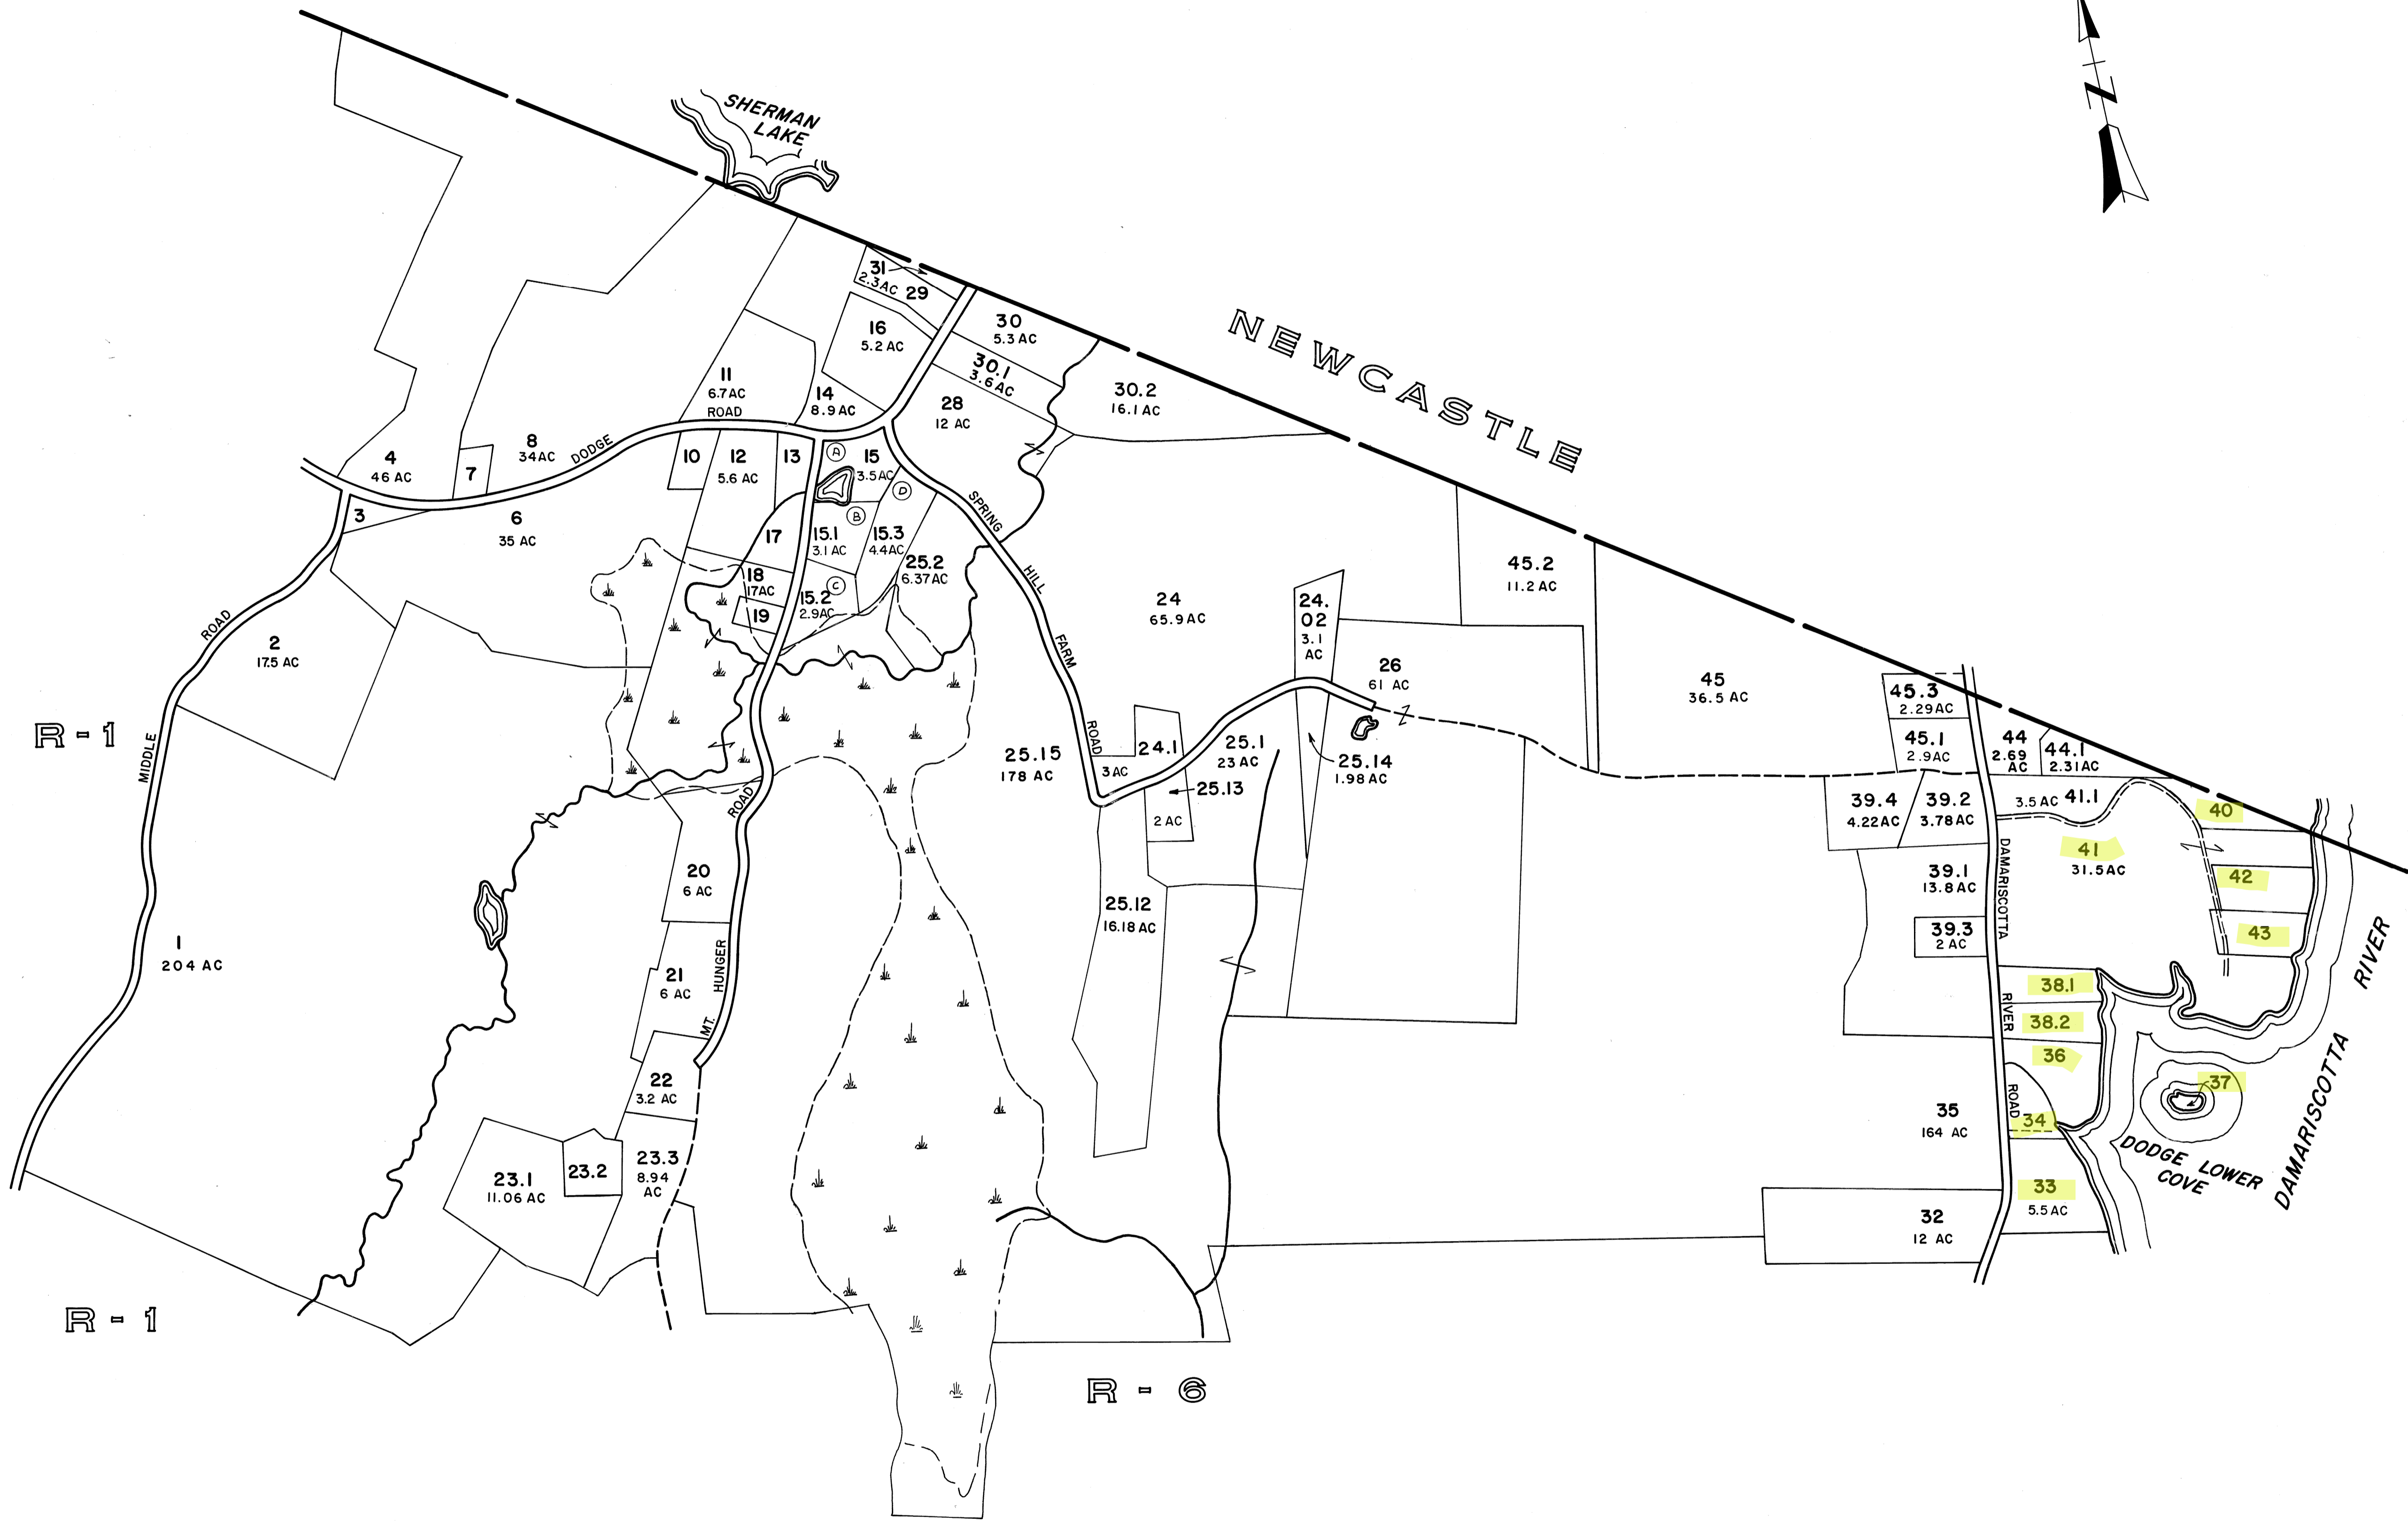 SHERMAN
LAKE
N
NEWCASTLE
31
2.3 AC
29
16
5.2 AC
30
5.3 AC
30.1
3.6 AC
30.2
16.1 AC
11
6.7 AC
14
8.9 AC
28
12 AC
DODGE ROAD
4
46 AC
7
8
34 AC
10
12
5.6 AC
13
A
15
3.5 AC
D
B
3
6
35 AC
17
15.1
3.1 AC
15.3
4.4 AC
25.2
6.37 AC
18
17 AC
C
15.2
2.9 AC
19
SPRING HILL FARM ROAD
24
65.9 AC
24.
02
3.1
AC
45.2
11.2 AC
26
61 AC
45
36.5 AC
45.3
2.29 AC
45.1
2.9 AC
44
2.69
AC
44.1
2.31 AC
2
17.5 AC
MIDDLE ROAD
R - 1
25.15
178 AC
24.1
3 AC
25.1
23 AC
25.14
1.98 AC
25.13
2 AC
39.4
4.22 AC
39.2
3.78 AC
3.5 AC 41.1
40
41
31.5 AC
42
43
39.1
13.8 AC
39.3
2 AC
DAMARISCOTTA RIVER ROAD
20
6 AC
25.12
16.18 AC
1
204 AC
21
6 AC
MT. HUNGER ROAD
38.1
38.2
36
37
34
35
164 AC
22
3.2 AC
23.1
11.06 AC
23.2
23.3
8.94
AC
DODGE LOWER
COVE
DAMARISCOTTA RIVER
33
5.5 AC
32
12 AC
R - 1
R - 6